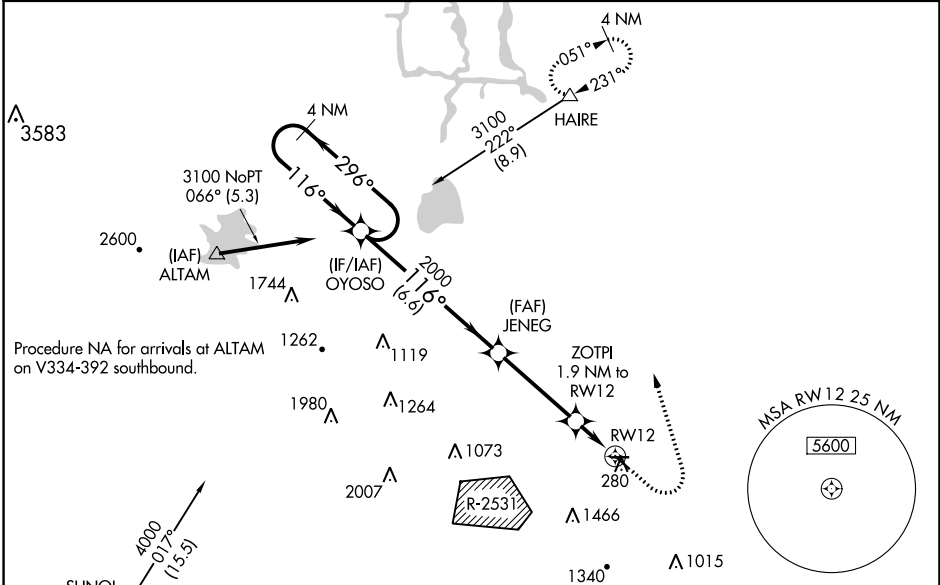 4 NM
051°
231°
HAIRE
3100
222°
(8.9)
3583
4 NM
296°
116°
3100 NoPT
066° (5.3)
2600
(IAF)
ALTAM
(IF/IAF)
OYOSO
1744
2000
116°
(6.6)
(FAF)
JENEG
Procedure NA for arrivals at ALTAM
on V334-392 southbound.
1262
1119
ZOTPI
1.9 NM to
RW12
1980
1264
MSA RW12 25 NM
5600
RW12
280
1073
2007
R-2531
1466
4000
017°
(15.5)
1340
1015